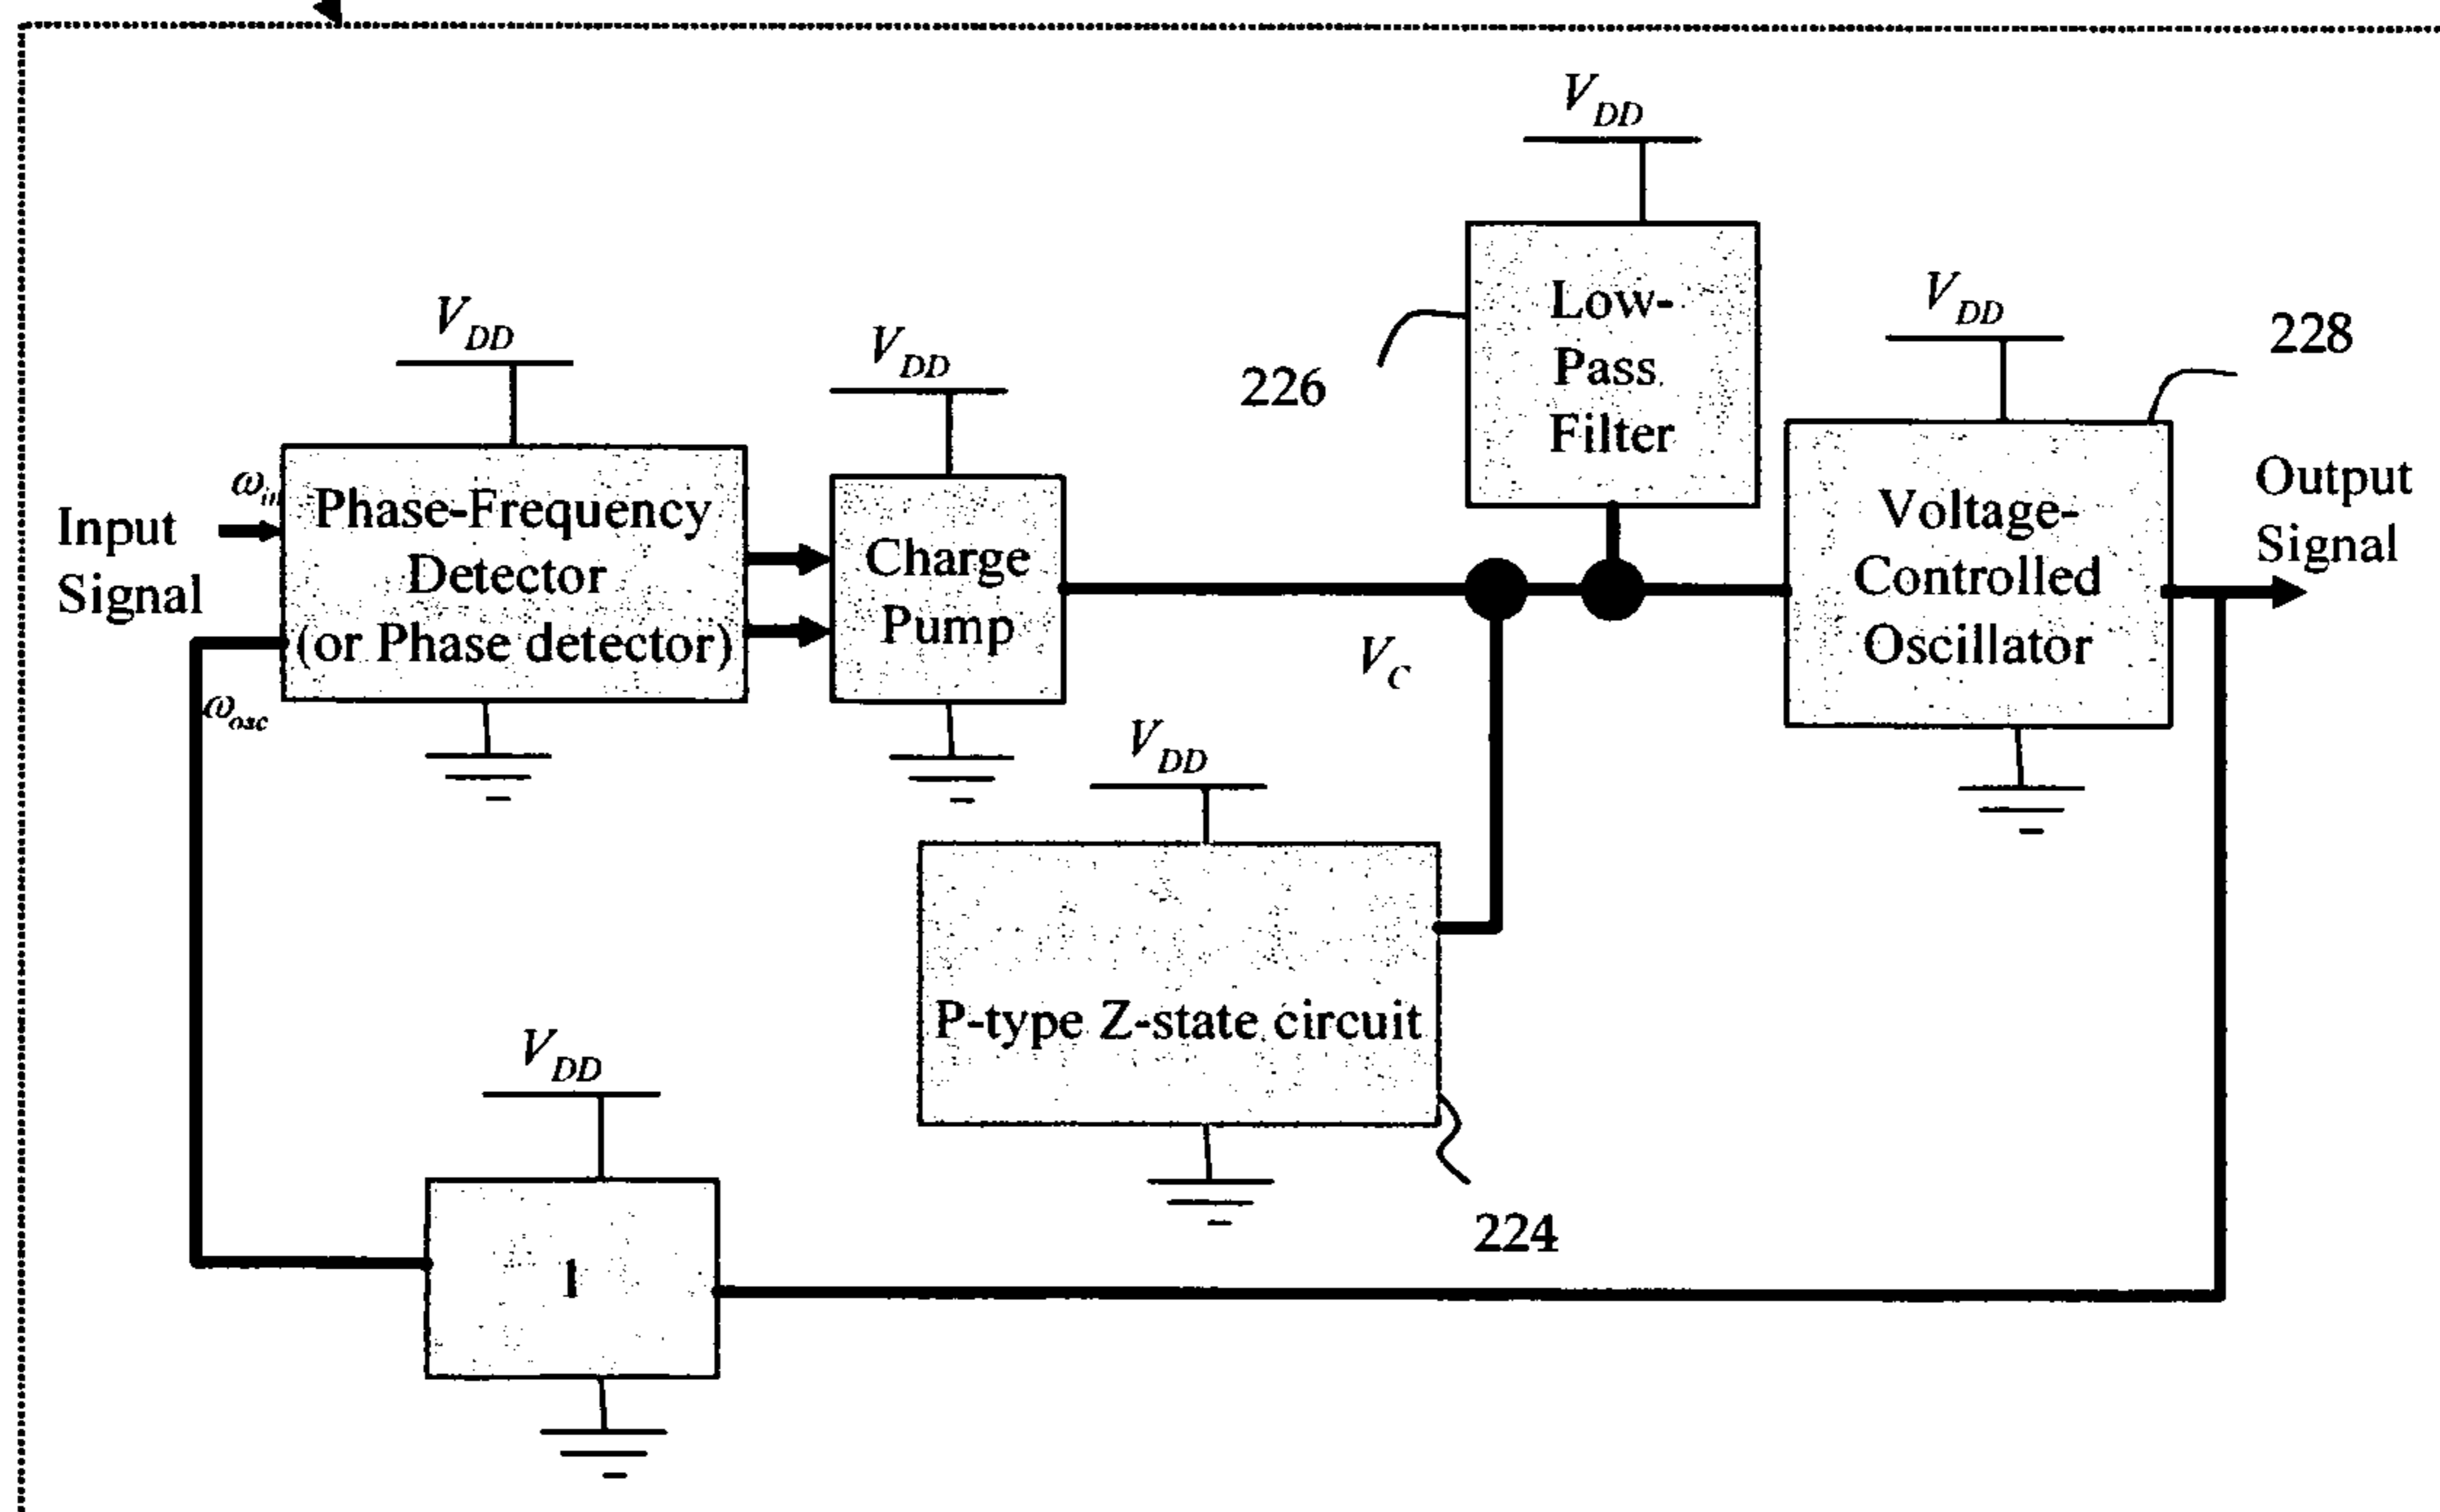 V_DD
Low-
Pass
Filter
226
V_DD
228
V_DD
V_DD
Input
Signal
ω_in
Phase-Frequency
Detector
(or Phase detector)
ω_osc
Charge
Pump
V_C
Voltage-
Controlled
Oscillator
Output
Signal
V_DD
P-type Z-state circuit
224
V_DD
1